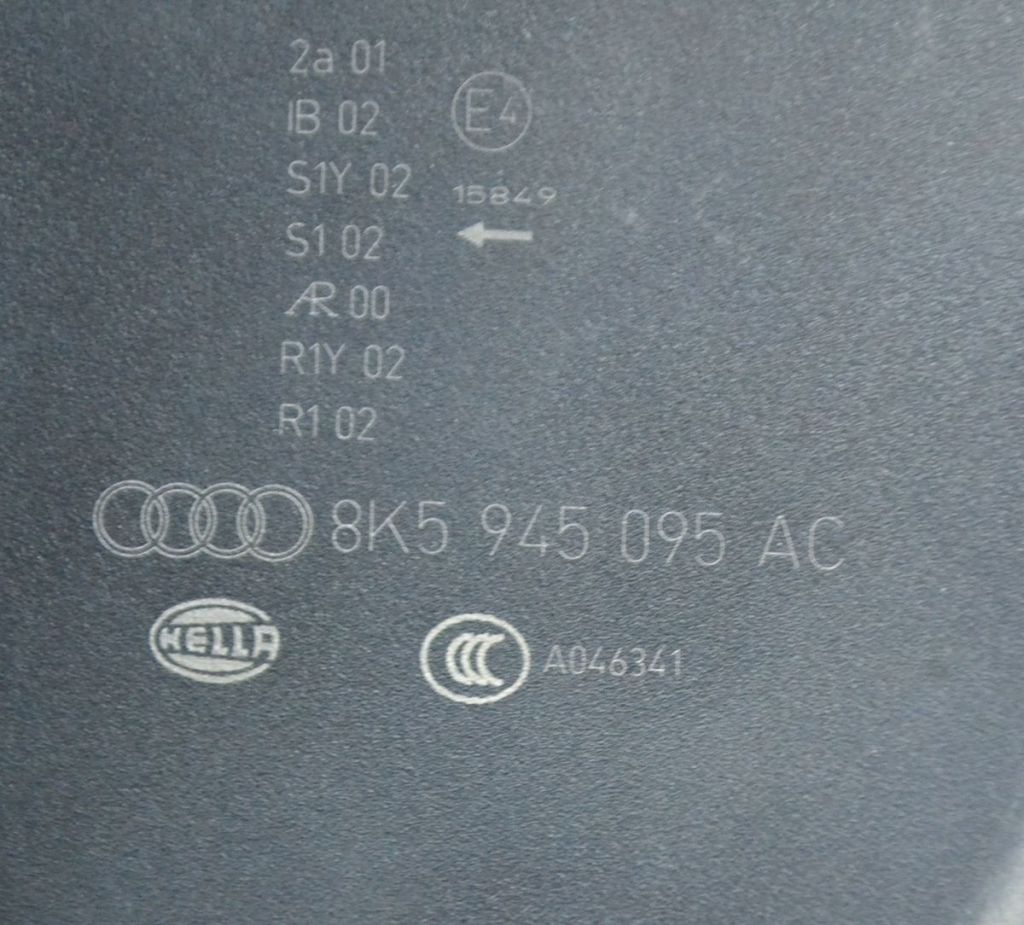 2a 01
IB 02
E4
S1Y 02
15849
S1 02
AR 00
R1Y 02
R1 02
8K5 945 095 AC
HELLA
CCC
A046341